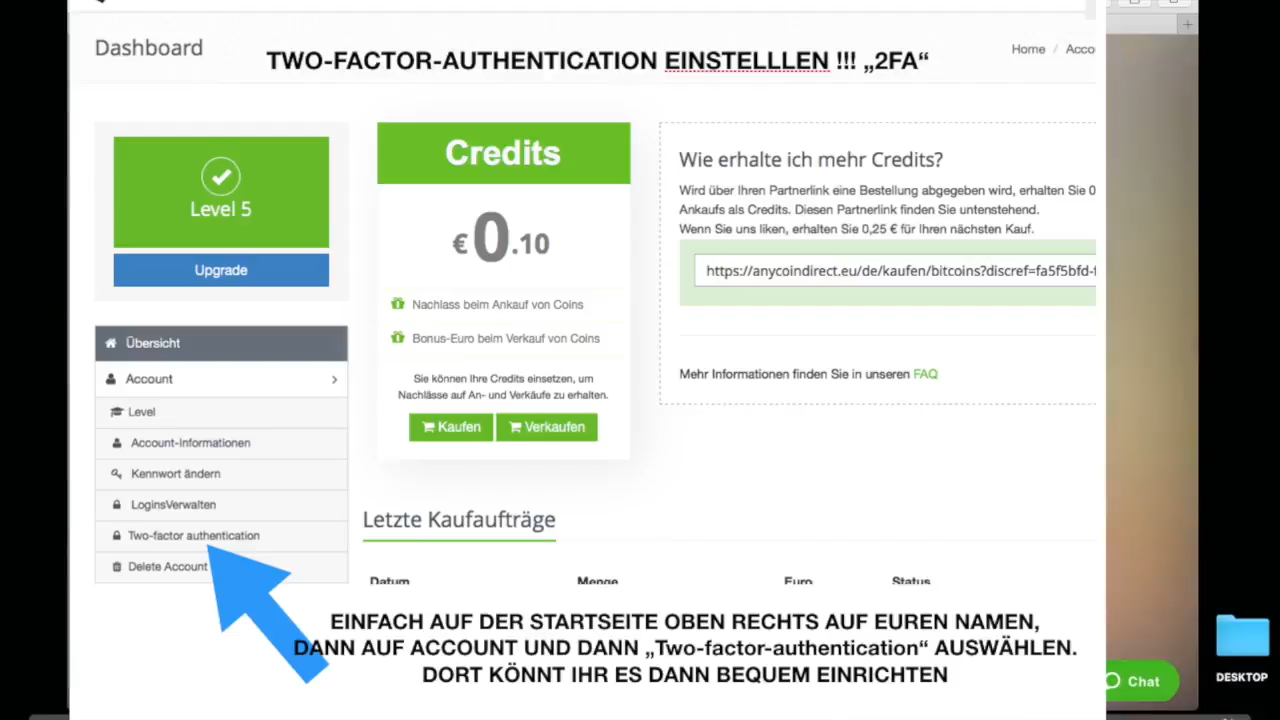 Dashboard
TWO-FACTOR-AUTHENTICATION EINSTELLLEN !!! „2FA“
Home / Acco
Level 5
Upgrade
Übersicht
Account
Level
Account-Informationen
Kennwort ändern
LoginsVerwalten
Two-factor authentication
Delete Account
Credits
€0.10
Nachlass beim Ankauf von Coins
Bonus-Euro beim Verkauf von Coins
Sie können Ihre Credits einsetzen, um
Nachlässe auf An- und Verkäufe zu erhalten.
Kaufen Verkaufen
Wie erhalte ich mehr Credits?
Wird über Ihren Partnerlink eine Bestellung abgegeben wird, erhalten Sie 0
Ankaufs als Credits. Diesen Partnerlink finden Sie untenstehend.
Wenn Sie uns liken, erhalten Sie 0,25 € für Ihren nächsten Kauf.
https://anycoindirect.eu/de/kaufen/bitcoins?discref=fa5f5bfd-
Mehr Informationen finden Sie in unseren FAQ
Letzte Kaufaufträge
Datum Menge Euro Status
EINFACH AUF DER STARTSEITE OBEN RECHTS AUF EUREN NAMEN,
DANN AUF ACCOUNT UND DANN „Two-factor-authentication“ AUSWÄHLEN.
DORT KÖNNT IHR ES DANN BEQUEM EINRICHTEN
Chat
DESKTOP